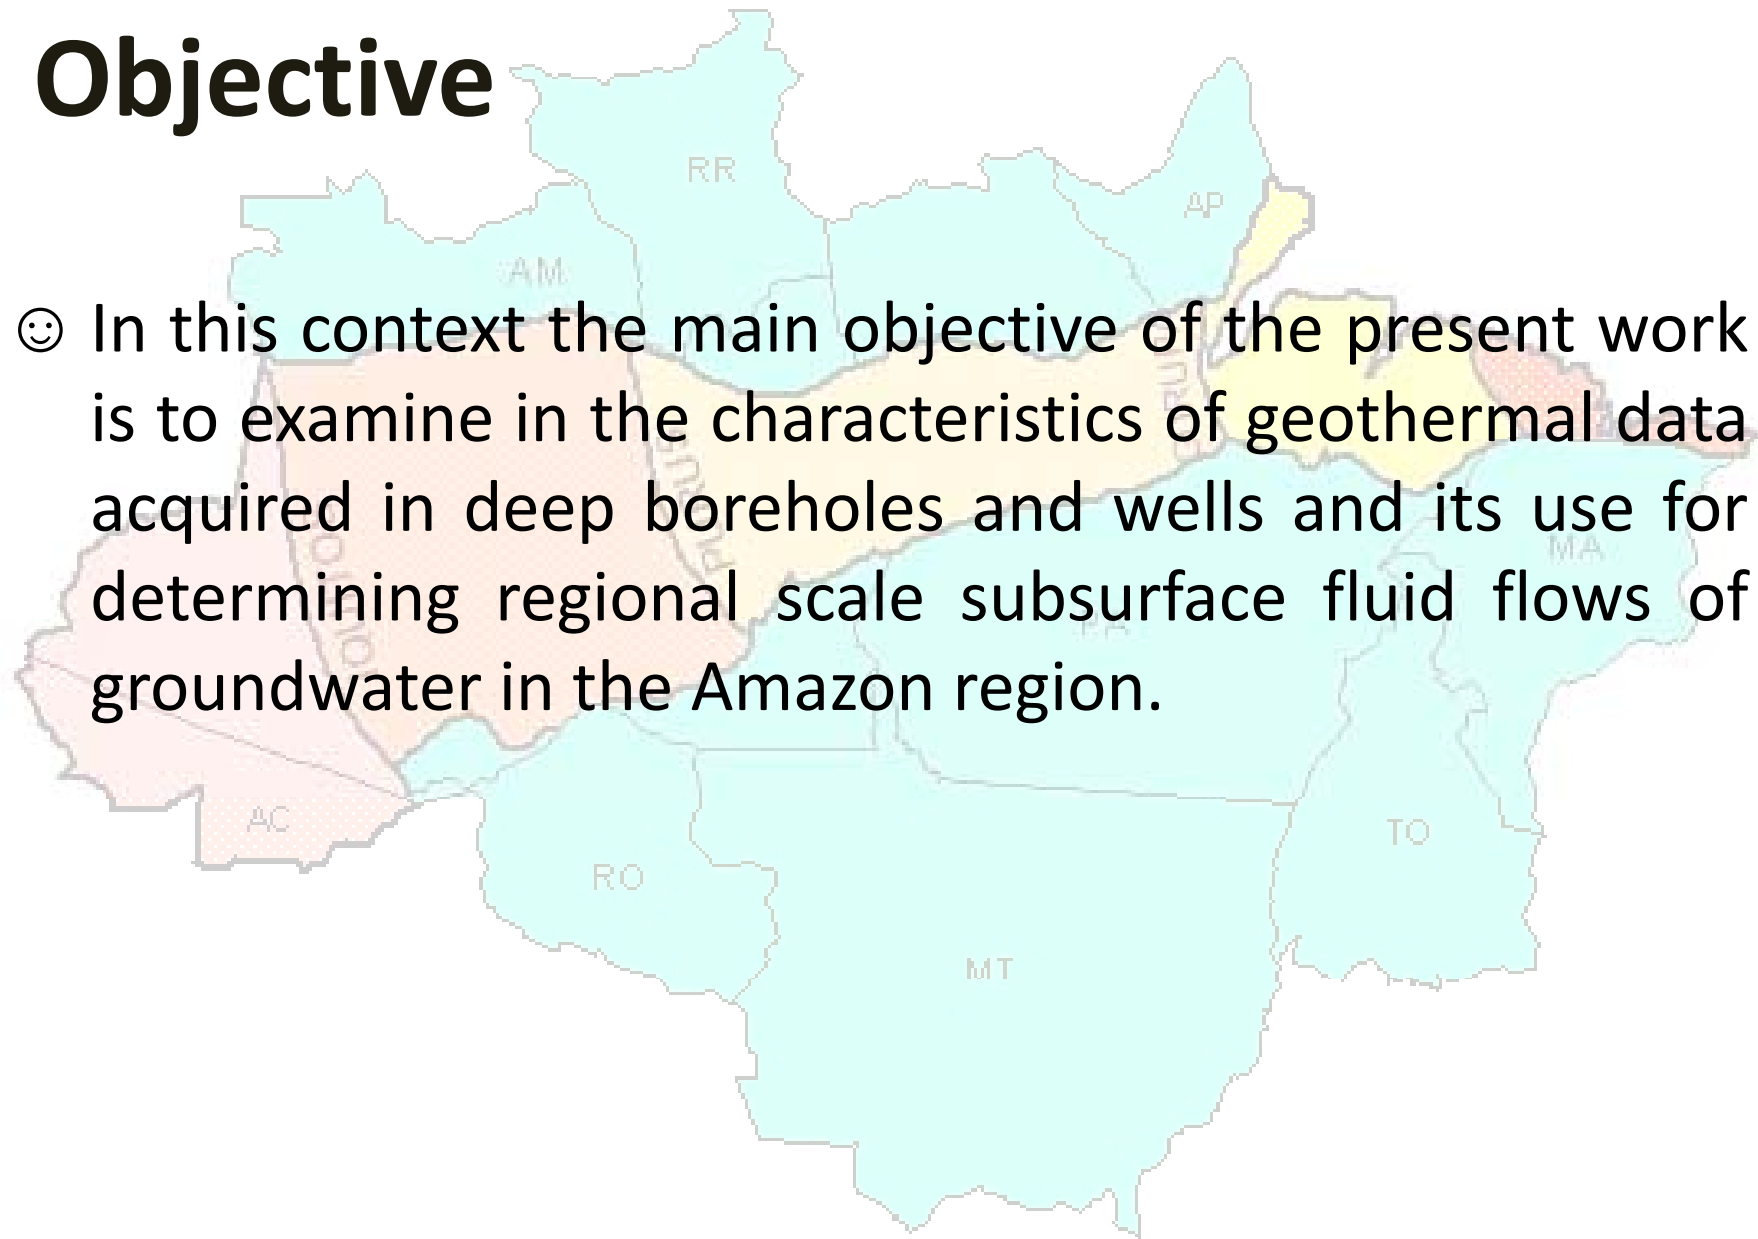 Objective
RR
AP
AM
☺ In this context the main objective of the present work
is to examine in the characteristics of geothermal data
acquired in deep boreholes and wells and its use for
determining regional scale subsurface fluid flows of
groundwater in the Amazon region.
MA
PA
AC
TO
RO
MT